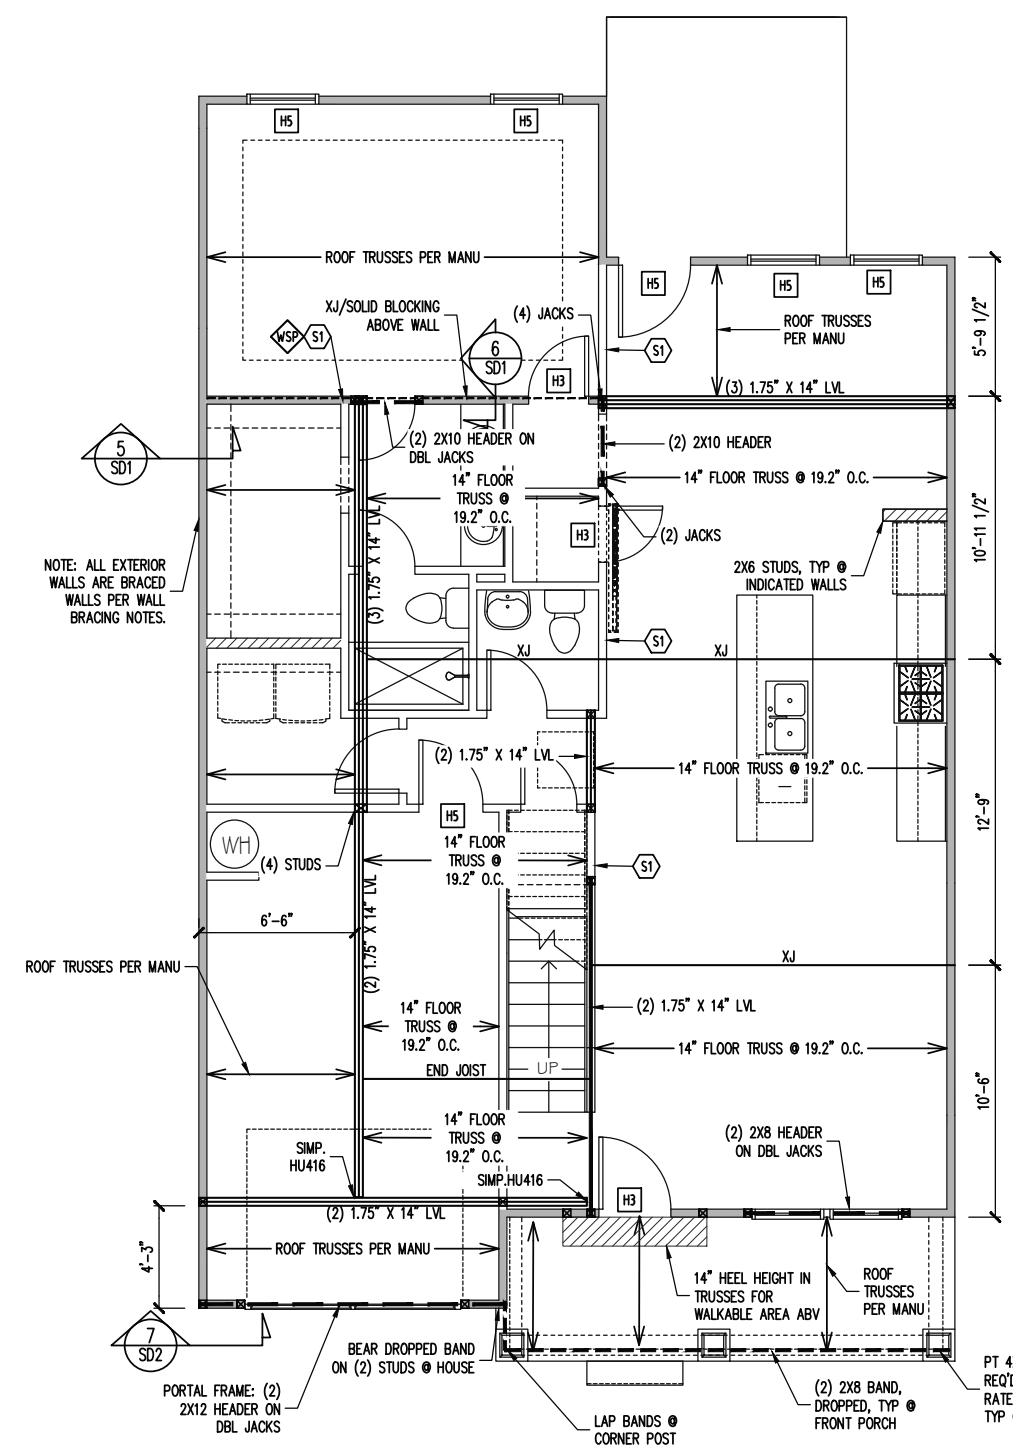 H5
H5
ROOF TRUSSES PER MANU
XJ/SOLID BLOCKING
ABOVE WALL
WSP
S1
6
SD1
(4) JACKS
H3
H5
H5
H5
S1
ROOF TRUSSES
PER MANU
5'-9 1/2"
(3) 1.75" X 14" LVL
5
SD1
(2) 2X10 HEADER ON
DBL JACKS
(2) 2X10 HEADER
14" FLOOR
TRUSS @
19.2" O.C.
14" FLOOR TRUSS @ 19.2" O.C.
10'-11 1/2"
(3) 1.75" X 14" LVL
H3
(2) JACKS
NOTE: ALL EXTERIOR
WALLS ARE BRACED
WALLS PER WALL
BRACING NOTES.
2X6 STUDS, TYP @
INDICATED WALLS
S1
XJ
XJ
(2) 1.75" X 14" LVL
14" FLOOR TRUSS @ 19.2" O.C.
12'-9"
H5
WH
(4) STUDS
14" FLOOR
TRUSS @
19.2" O.C.
S1
6'-6"
(2) 1.75" X 14" LVL
ROOF TRUSSES PER MANU
XJ
14" FLOOR
TRUSS @
19.2" O.C.
(2) 1.75" X 14" LVL
14" FLOOR TRUSS @ 19.2" O.C.
END JOIST
UP
10'-6"
14" FLOOR
TRUSS @
19.2" O.C.
SIMP.
HU416
SIMP.HU416
(2) 2X8 HEADER
ON DBL JACKS
H3
(2) 1.75" X 14" LVL
4'-3"
ROOF TRUSSES PER MANU
14" HEEL HEIGHT IN
TRUSSES FOR
WALKABLE AREA ABV
ROOF
TRUSSES
PER MANU
7
SD2
BEAR DROPPED BAND
ON (2) STUDS @ HOUSE
PORTAL FRAME: (2)
2X12 HEADER ON
DBL JACKS
LAP BANDS @
CORNER POST
(2) 2X8 BAND,
DROPPED, TYP @
FRONT PORCH
PT 4
REQ'D
RATE
TYP